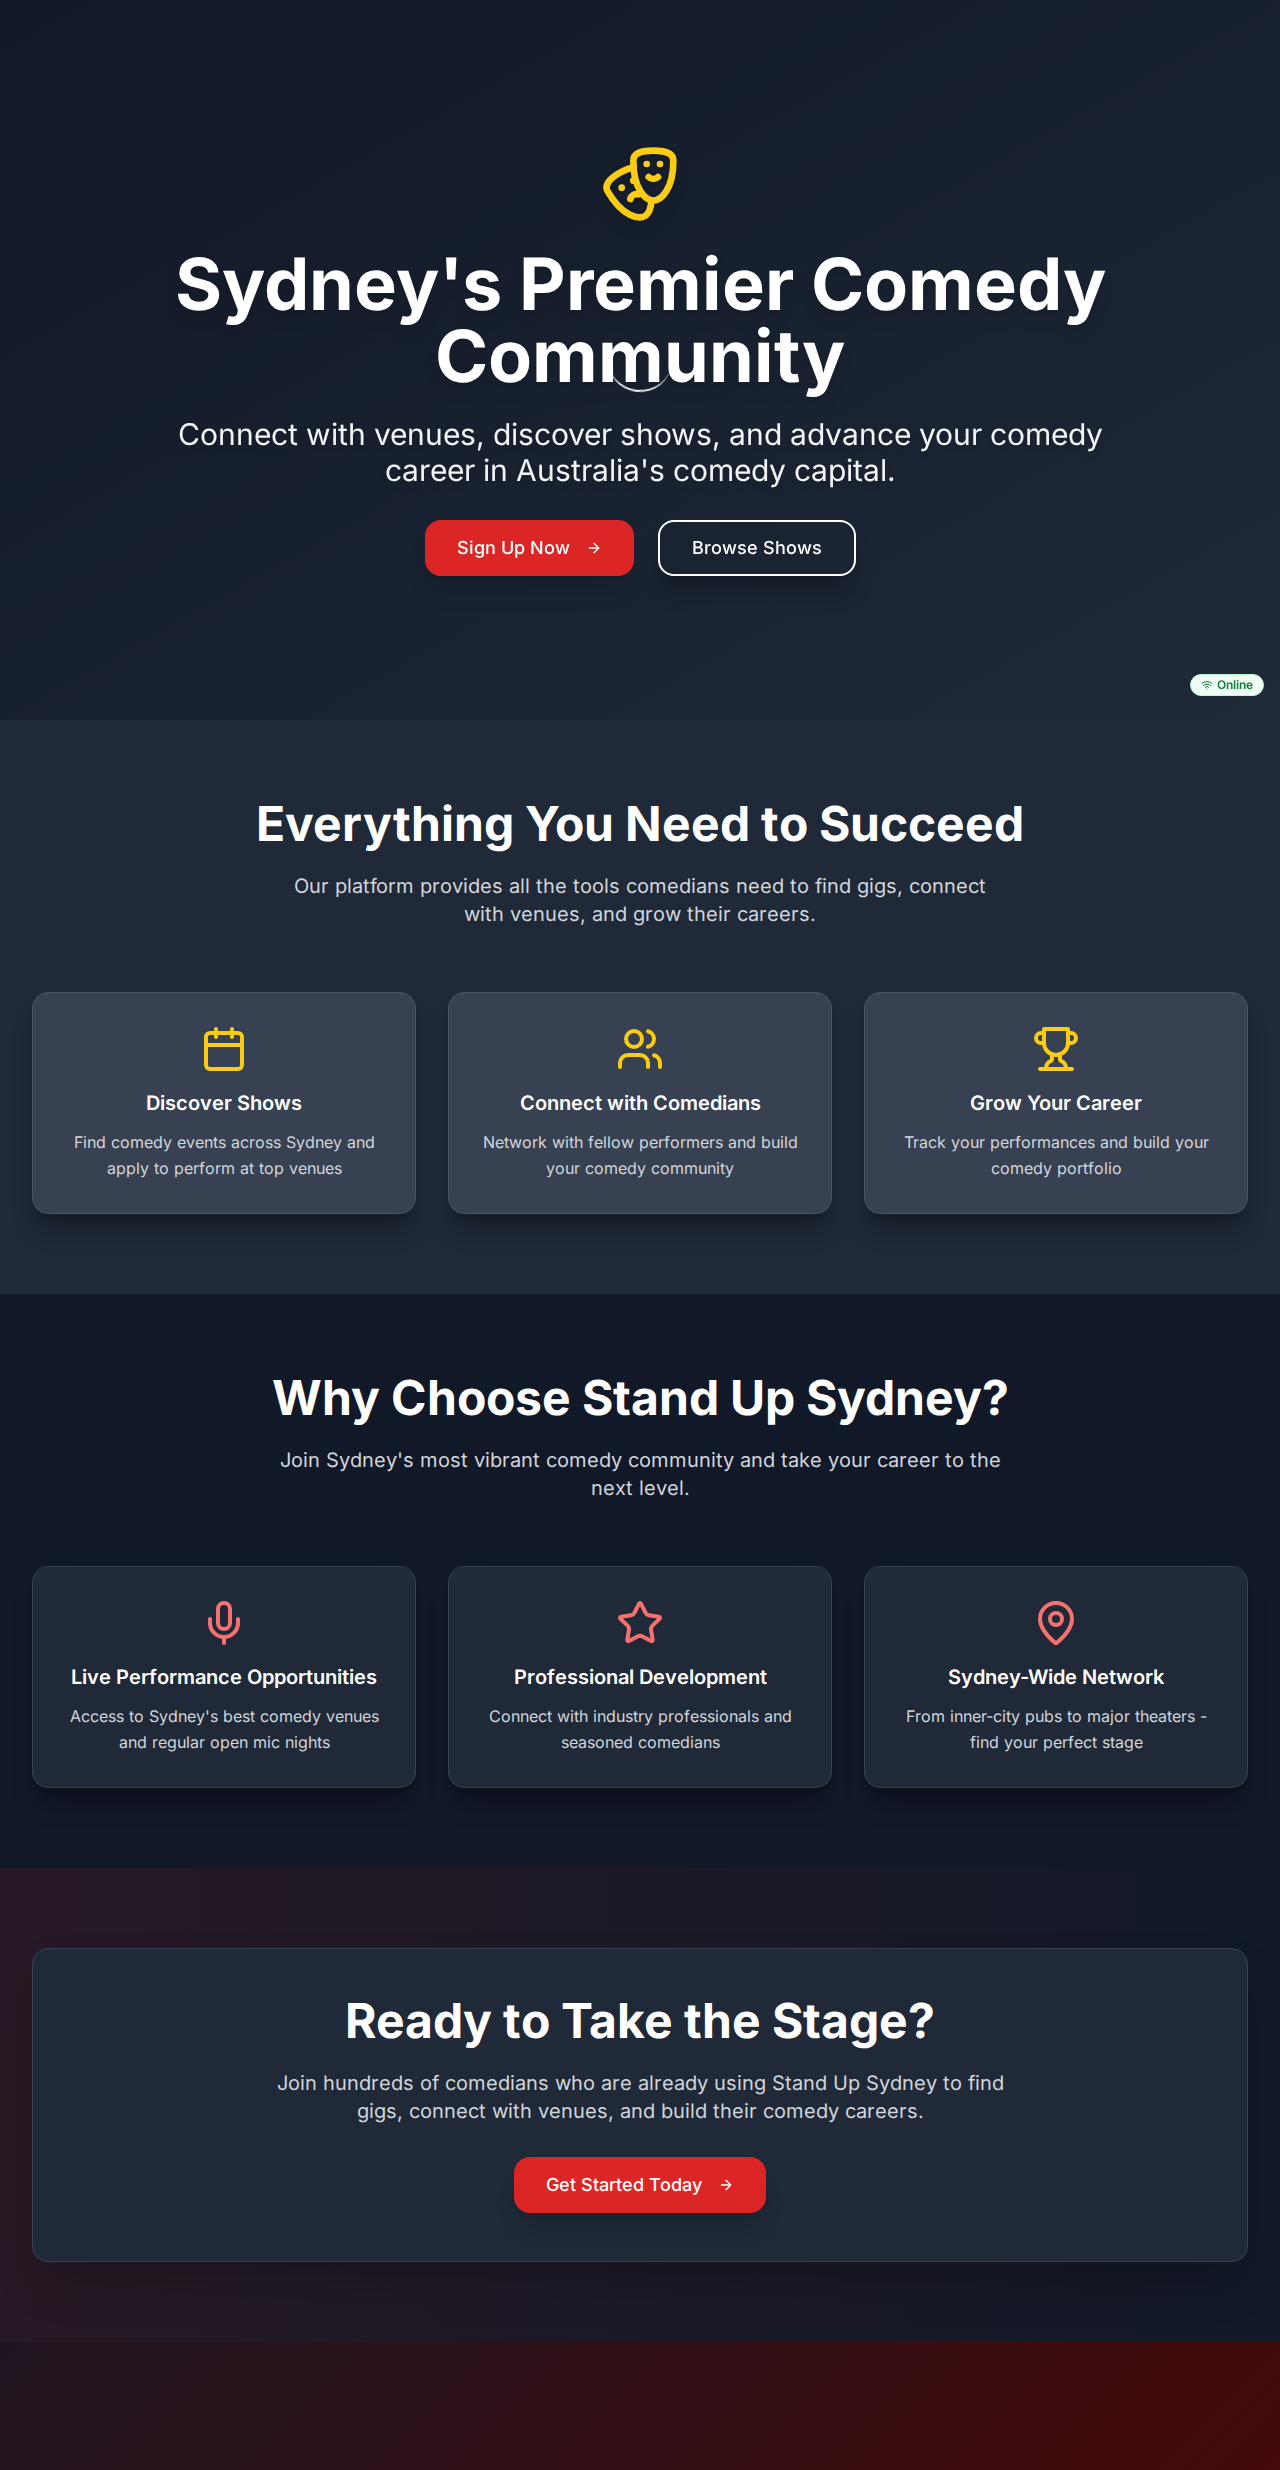 Sydney's Premier Comedy
Community
Connect with venues, discover shows, and advance your comedy
career in Australia's comedy capital.
Sign Up Now
Browse Shows
Online
Everything You Need to Succeed
Our platform provides all the tools comedians need to find gigs, connect
with venues, and grow their careers.
Discover Shows
Find comedy events across Sydney and
apply to perform at top venues
Connect with Comedians
Network with fellow performers and build
your comedy community
Grow Your Career
Track your performances and build your
comedy portfolio
Why Choose Stand Up Sydney?
Join Sydney's most vibrant comedy community and take your career to the
next level.
Live Performance Opportunities
Access to Sydney's best comedy venues
and regular open mic nights
Professional Development
Connect with industry professionals and
seasoned comedians
Sydney-Wide Network
From inner-city pubs to major theaters -
find your perfect stage
Ready to Take the Stage?
Join hundreds of comedians who are already using Stand Up Sydney to find
gigs, connect with venues, and build their comedy careers.
Get Started Today